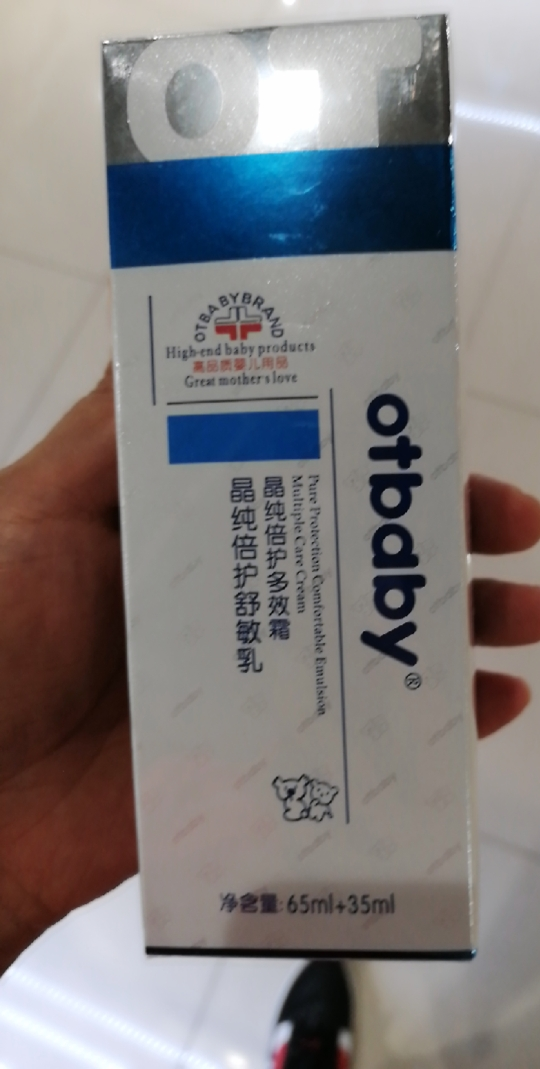 OT
OTBABYBRAND
High-end baby products
高品质婴儿用品
Great mother's love
otbaby®
Pure Protection Comfortable Emulsion
Multiple Care Cream
晶纯倍护多效霜
晶纯倍护舒敏乳
净含量:65ml+35ml